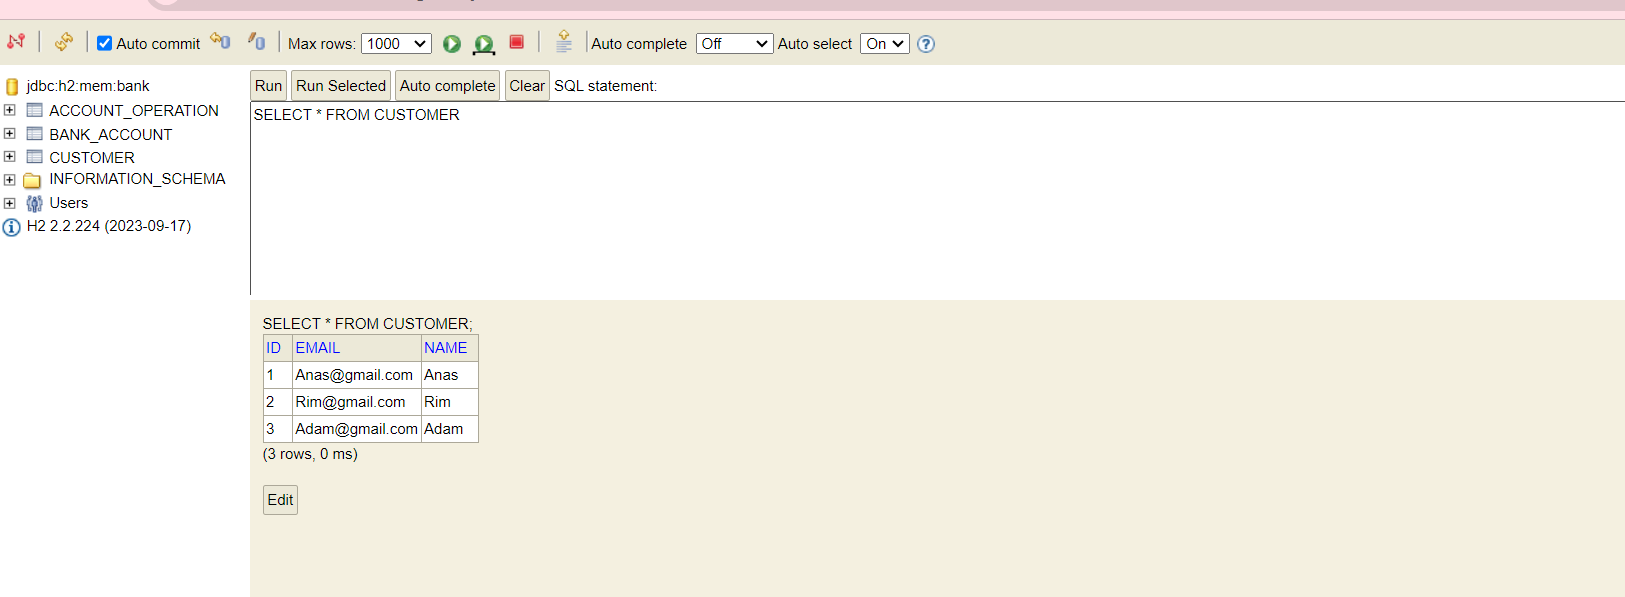 Auto commit Max rows: 1000 Auto complete Off Auto select On
jdbc:h2:mem:bank
ACCOUNT_OPERATION
BANK_ACCOUNT
CUSTOMER
INFORMATION_SCHEMA
Users
H2 2.2.224 (2023-09-17)
Run Run Selected Auto complete Clear SQL statement:
SELECT * FROM CUSTOMER
SELECT * FROM CUSTOMER;
ID EMAIL NAME
1 Anas@gmail.com Anas
2 Rim@gmail.com Rim
3 Adam@gmail.com Adam
(3 rows, 0 ms)
Edit